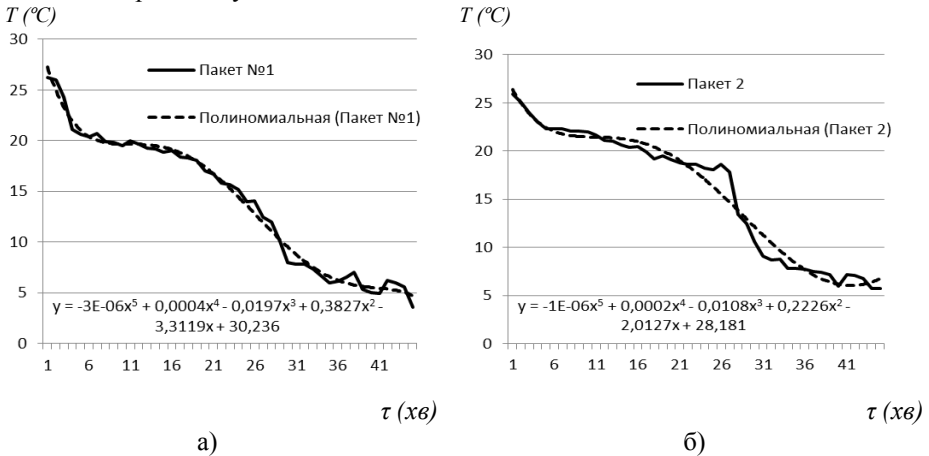 T (ºC)
30
25
20
15
10
5
0
Пакет №1
Полиномиальная (Пакет №1)
y = -3E-06x⁵ + 0,0004x⁴ - 0,0197x³ + 0,3827x² -
3,3119x + 30,236
1 6 11 16 21 26 31 36 41
τ (хв)
а)
T (ºC)
30
25
20
15
10
5
0
Пакет 2
Полиномиальная (Пакет 2)
y = -1E-06x⁵ + 0,0002x⁴ - 0,0108x³ + 0,2226x² -
2,0127x + 28,181
1 6 11 16 21 26 31 36 41
τ (хв)
б)